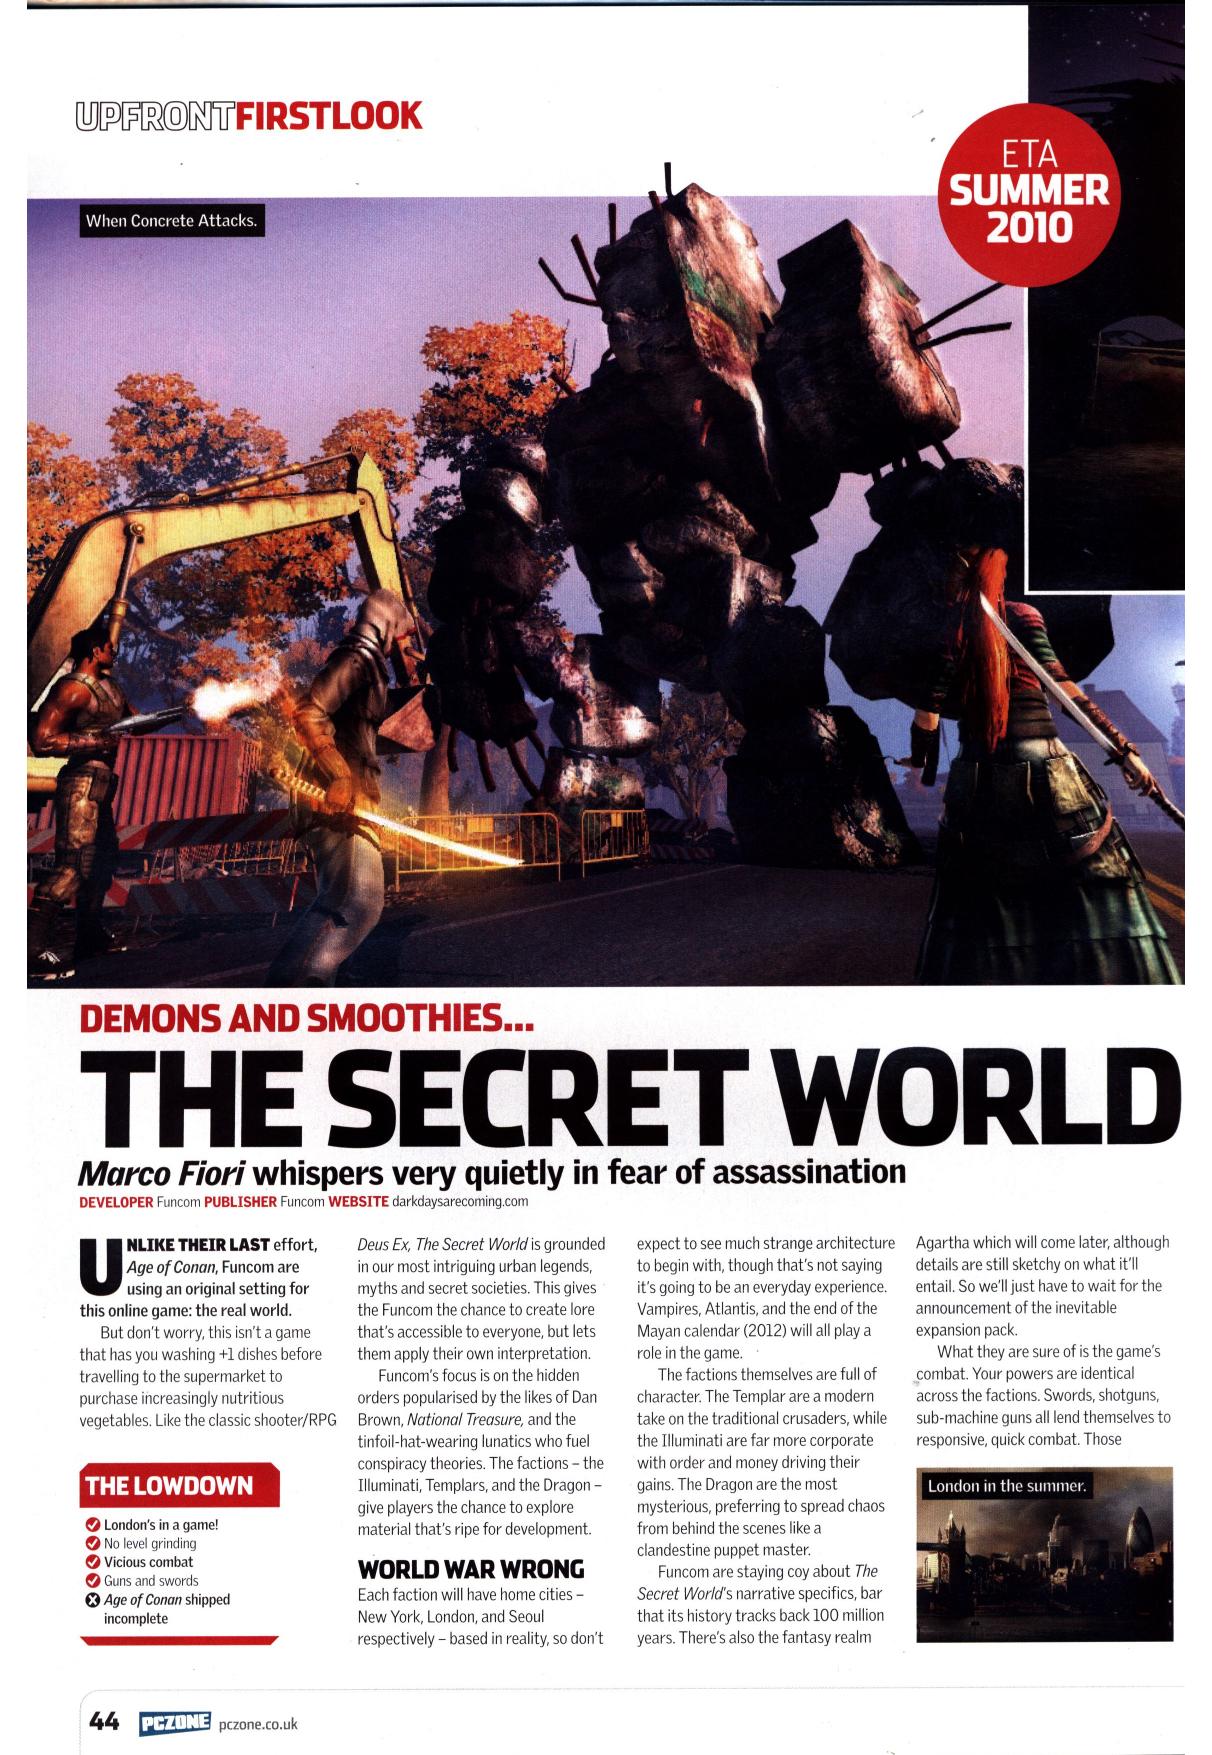 UPFRONTFIRSTLOOK
ETA
SUMMER
2010
When Concrete Attacks.
DEMONS AND SMOOTHIES...
THE SECRET WORLD
Marco Fiori whispers very quietly in fear of assassination
DEVELOPER Funcom PUBLISHER Funcom WEBSITE darkdaysarecoming.com
UNLIKE THEIR LAST effort,
Age of Conan, Funcom are
using an original setting for
this online game: the real world.
But don't worry, this isn't a game
that has you washing +1 dishes before
travelling to the supermarket to
purchase increasingly nutritious
vegetables. Like the classic shooter/RPG
THE LOWDOWN
London's in a game!
No level grinding
Vicious combat
Guns and swords
Age of Conan shipped
incomplete
Deus Ex, The Secret World is grounded
in our most intriguing urban legends,
myths and secret societies. This gives
the Funcom the chance to create lore
that's accessible to everyone, but lets
them apply their own interpretation.
Funcom's focus is on the hidden
orders popularised by the likes of Dan
Brown, National Treasure, and the
tinfoil-hat-wearing lunatics who fuel
conspiracy theories. The factions – the
Illuminati, Templars, and the Dragon –
give players the chance to explore
material that's ripe for development.
WORLD WAR WRONG
Each faction will have home cities –
New York, London, and Seoul
respectively – based in reality, so don't
expect to see much strange architecture
to begin with, though that's not saying
it's going to be an everyday experience.
Vampires, Atlantis, and the end of the
Mayan calendar (2012) will all play a
role in the game.
The factions themselves are full of
character. The Templar are a modern
take on the traditional crusaders, while
the Illuminati are far more corporate
with order and money driving their
gains. The Dragon are the most
mysterious, preferring to spread chaos
from behind the scenes like a
clandestine puppet master.
Funcom are staying coy about The
Secret World's narrative specifics, bar
that its history tracks back 100 million
years. There's also the fantasy realm
Agartha which will come later, although
details are still sketchy on what it'll
entail. So we'll just have to wait for the
announcement of the inevitable
expansion pack.
What they are sure of is the game's
combat. Your powers are identical
across the factions. Swords, shotguns,
sub-machine guns all lend themselves to
responsive, quick combat. Those
London in the summer.
44 PCZONE pczone.co.uk